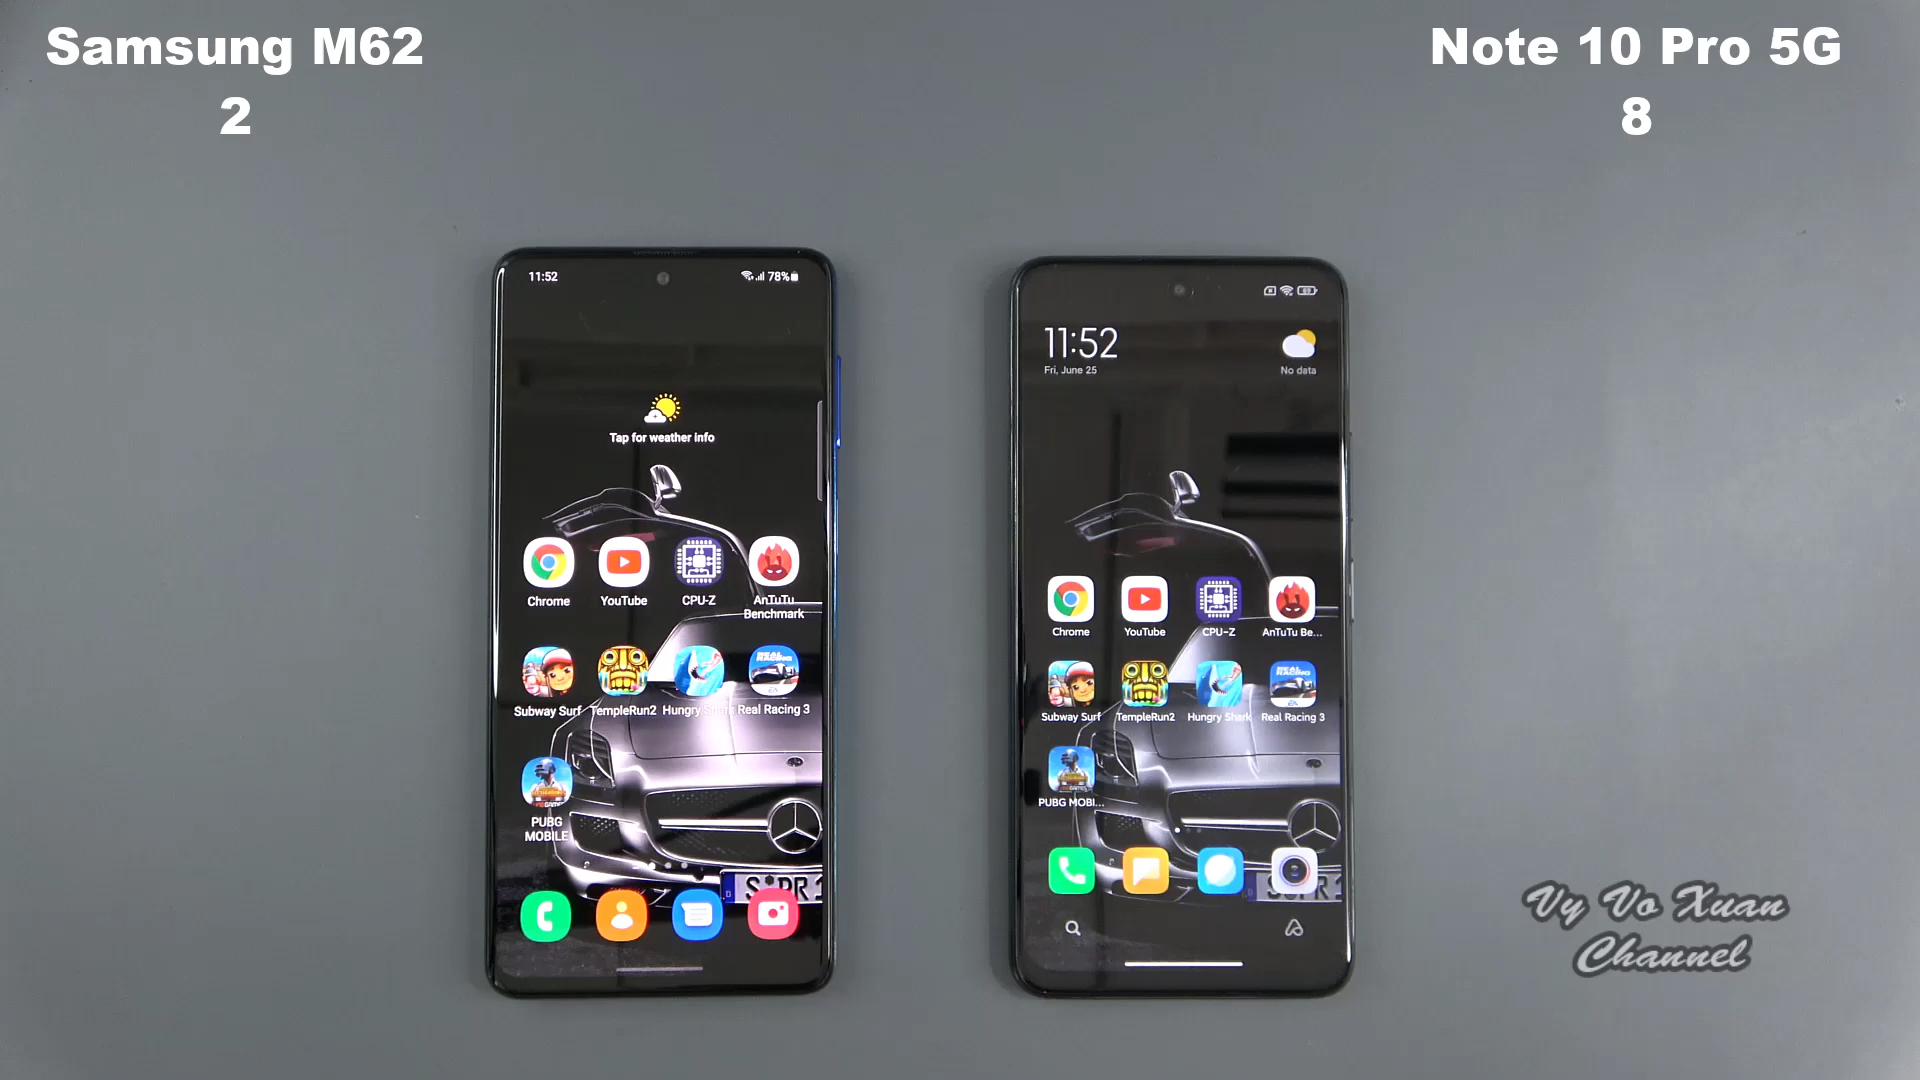 Samsung M62
2
Note 10 Pro 5G
8
11:52
78%
Tap for weather info
Chrome
YouTube
CPU-Z
AnTuTu
Benchmark
Subway Surf
TempleRun2
Hungry Shark
Real Racing 3
PUBG
MOBILE
11:52
Fri, June 25
No data
Chrome
YouTube
CPU-Z
AnTuTu Be...
Subway Surf
TempleRun2
Hungry Shark
Real Racing 3
PUBG MOBI...
Vy Vo Xuan
Channel